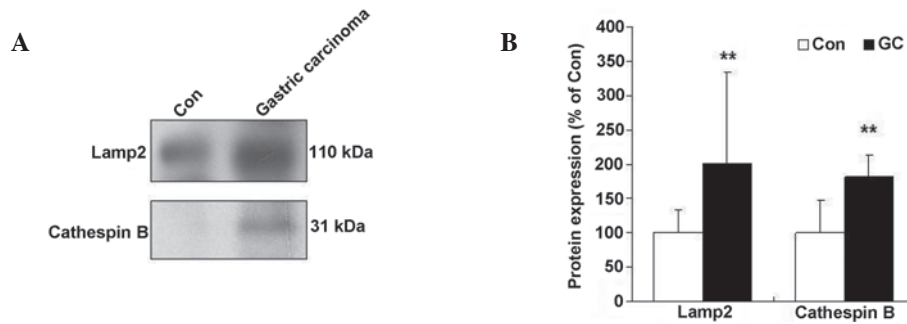 A
Con
Gastric carcinoma
Lamp2
110 kDa
Cathespin B
31 kDa
B
Protein expression (% of Con)
400
350
300
250
200
150
100
50
0
Con
GC
**
**
Lamp2
Cathespin B